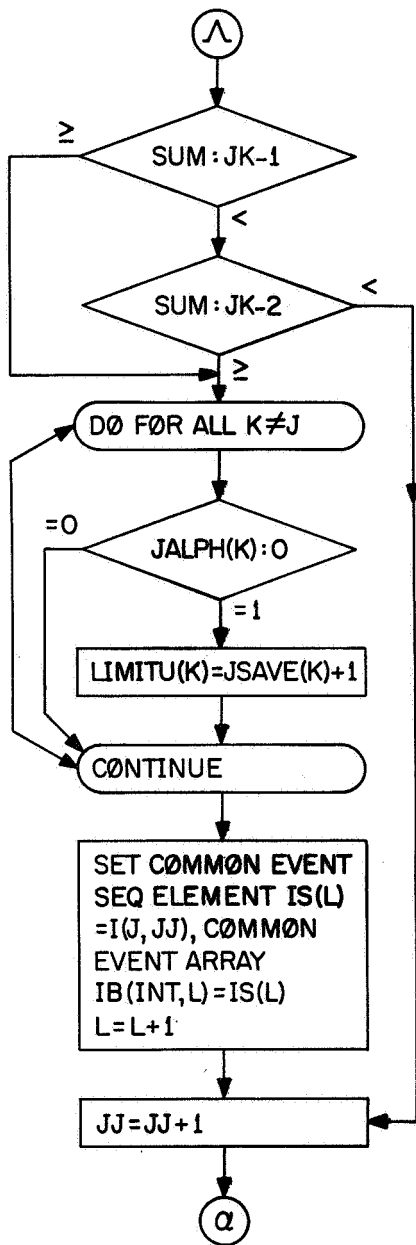 Λ
SUM:JK-1
≥
<
SUM:JK-2
<
≥
DØ FØR ALL K≠J
=0
JALPH(K):0
=1
LIMITU(K)=JSAVE(K)+1
CØNTINUE
SET CØMMØN EVENT
SEQ ELEMENT IS(L)
=I(J,JJ), CØMMØN
EVENT ARRAY
IB(INT,L)=IS(L)
L=L+1
JJ=JJ+1
α